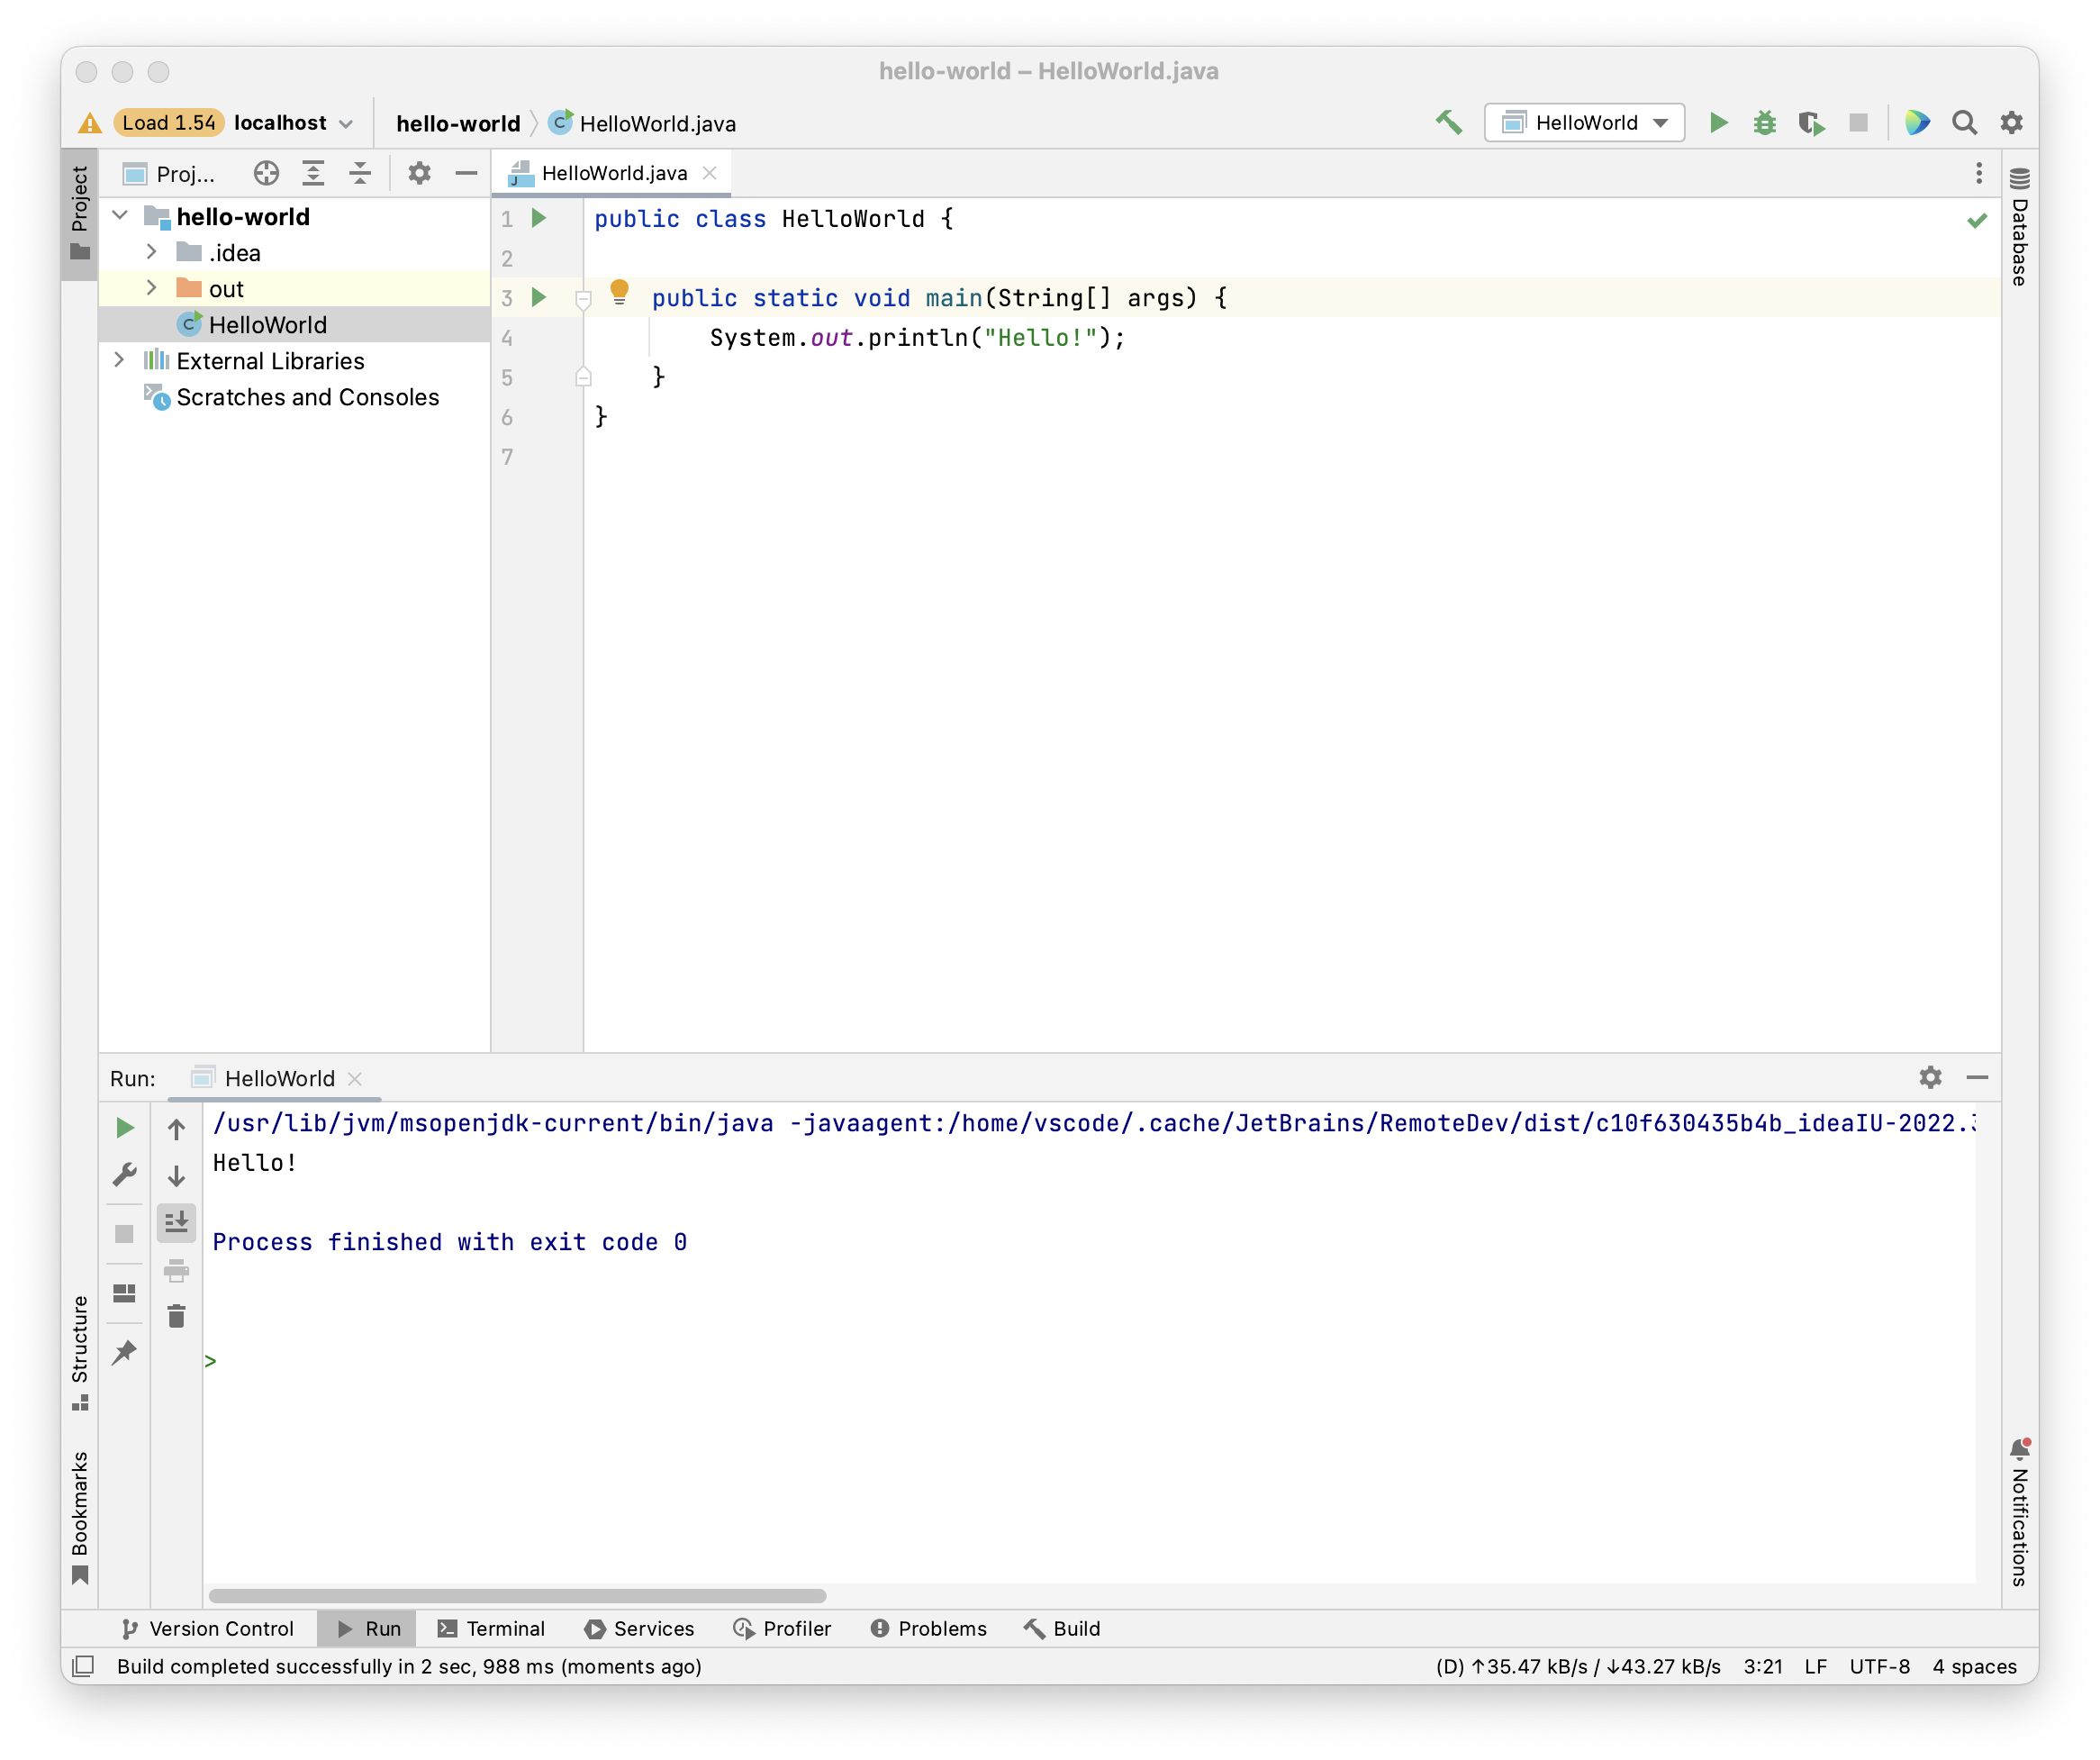 hello-world – HelloWorld.java
Load 1.54 localhost hello-world HelloWorld.java HelloWorld
Project
Proj...
hello-world
.idea
out
HelloWorld
External Libraries
Scratches and Consoles
HelloWorld.java
1 public class HelloWorld {
2
3 public static void main(String[] args) {
4 System.out.println("Hello!");
5 }
6 }
7
Database
Run: HelloWorld
/usr/lib/jvm/msopenjdk-current/bin/java -javaagent:/home/vscode/.cache/JetBrains/RemoteDev/dist/c10f630435b4b_ideaIU-2022.3
Hello!
Process finished with exit code 0
>
Structure
Bookmarks
Notifications
Version Control Run Terminal Services Profiler Problems Build
Build completed successfully in 2 sec, 988 ms (moments ago) (D) ↑35.47 kB/s / ↓43.27 kB/s 3:21 LF UTF-8 4 spaces